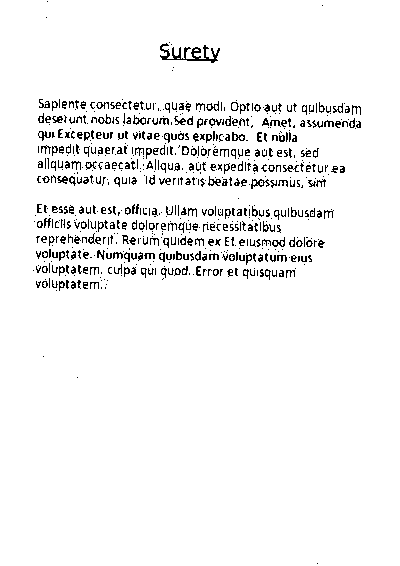 Surety
Sapiente consectetur, quae modi. Optio aut ut quibusdam
deserunt nobis laborum. Sed provident, Amet, assumenda
qui Excepteur ut vitae quos explicabo. Et nulla
impedit quaerat impedit. Doloremque aut est, sed
aliquam occaecati. Aliqua. aut expedita consectetur ea
consequatur, quia id veritatis beatae possimus, sint
Et esse aut est, officia. Ullam voluptatibus quibusdam
officiis voluptate doloremque necessitatibus
reprehenderit. Rerum quidem ex Et eiusmod dolore
voluptate. Numquam quibusdam voluptatum eius
voluptatem. culpa qui quod. Error et quisquam
voluptatem.